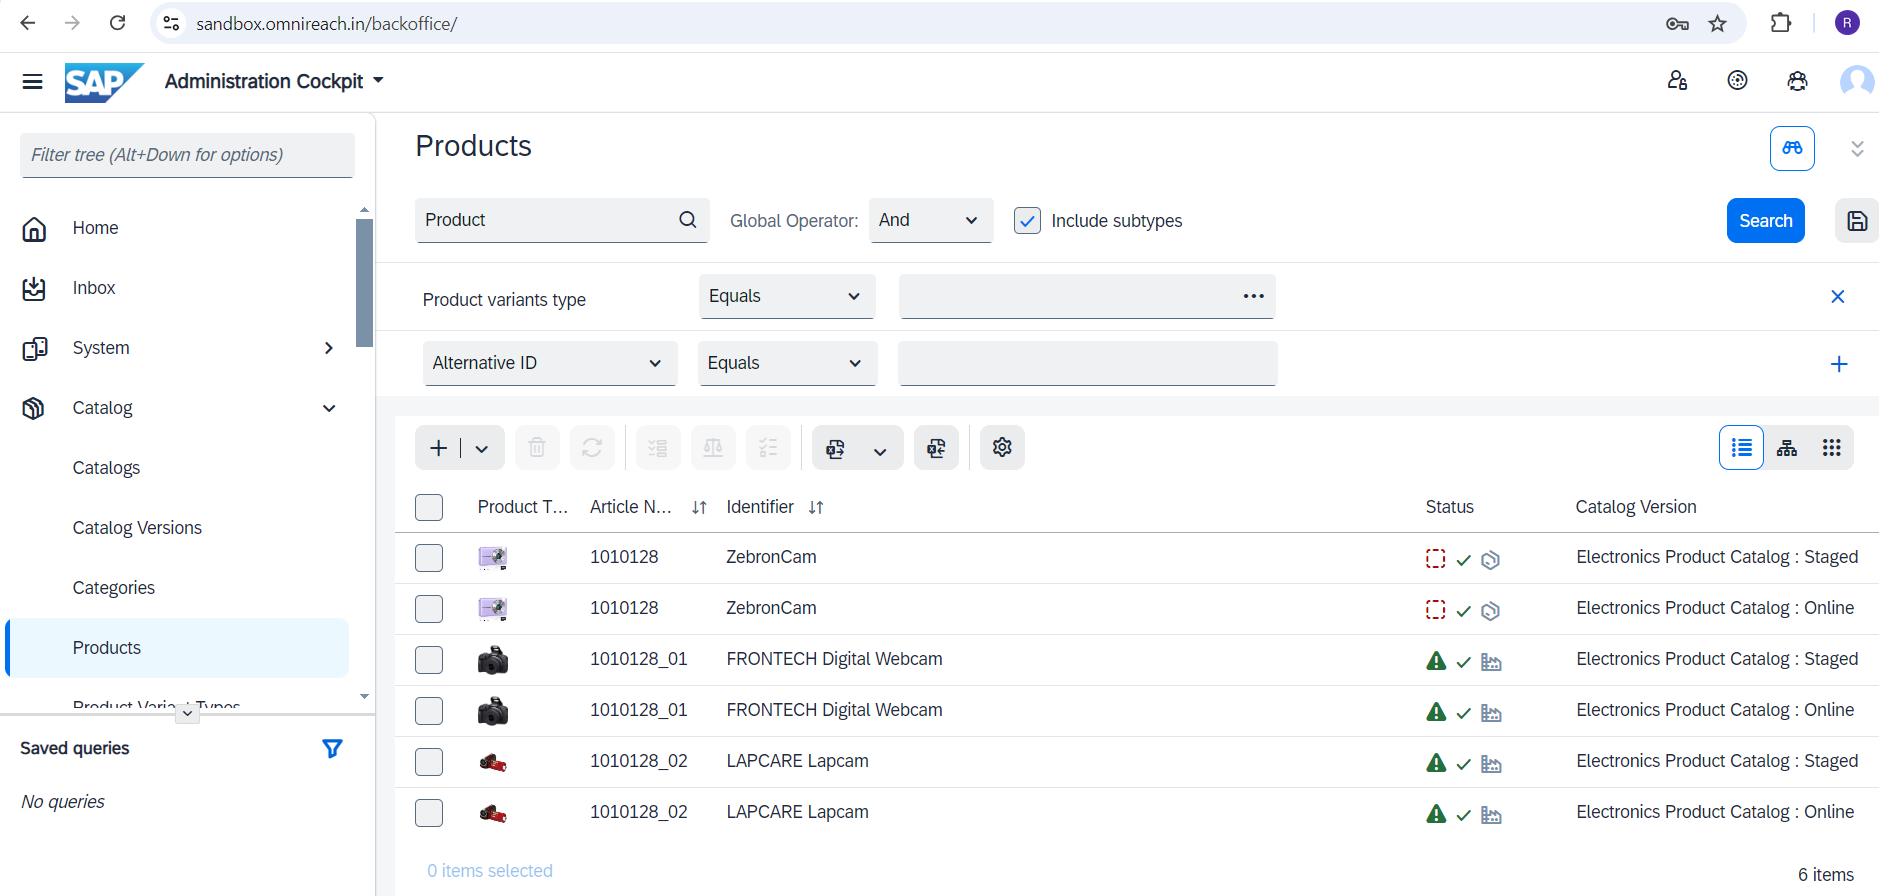 sandbox.omnireach.in/backoffice/
R
SAP
Administration Cockpit
Filter tree (Alt+Down for options)
Home
Inbox
System
Catalog
Catalogs
Catalog Versions
Categories
Products
Product Variant Types
Saved queries
No queries
Products
Product
Global Operator:
And
Include subtypes
Search
Product variants type
Equals
Alternative ID
Equals
Product T...
Article N...
Identifier
Status
Catalog Version
1010128 ZebronCam Electronics Product Catalog : Staged
1010128 ZebronCam Electronics Product Catalog : Online
1010128_01 FRONTECH Digital Webcam Electronics Product Catalog : Staged
1010128_01 FRONTECH Digital Webcam Electronics Product Catalog : Online
1010128_02 LAPCARE Lapcam Electronics Product Catalog : Staged
1010128_02 LAPCARE Lapcam Electronics Product Catalog : Online
0 items selected
6 items